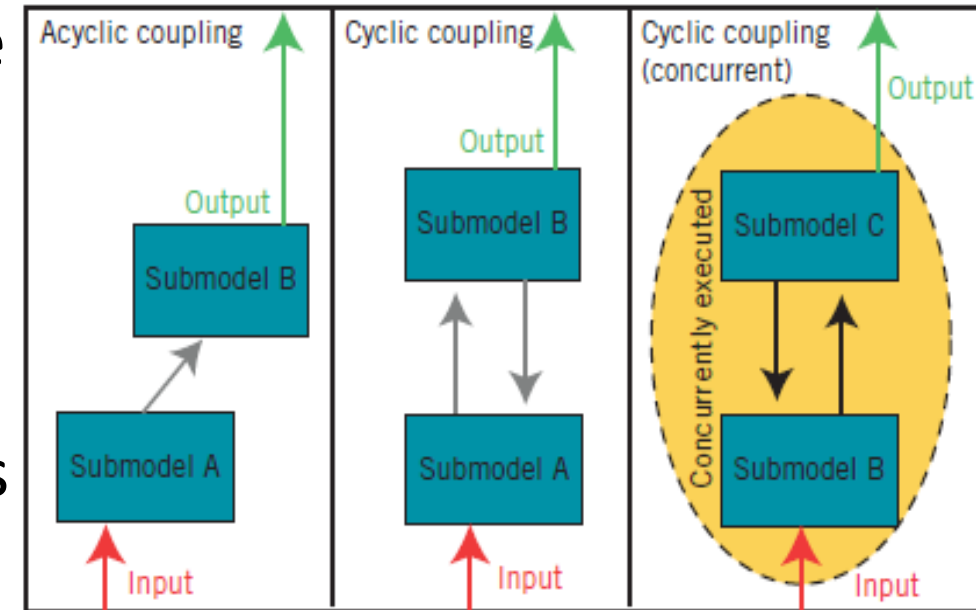 Acyclic coupling
Output
Submodel B
Submodel A
Input
Cyclic coupling
Output
Submodel B
Submodel A
Input
Cyclic coupling
(concurrent)
Output
Concurrently executed
Submodel C
Submodel B
Input
e
s